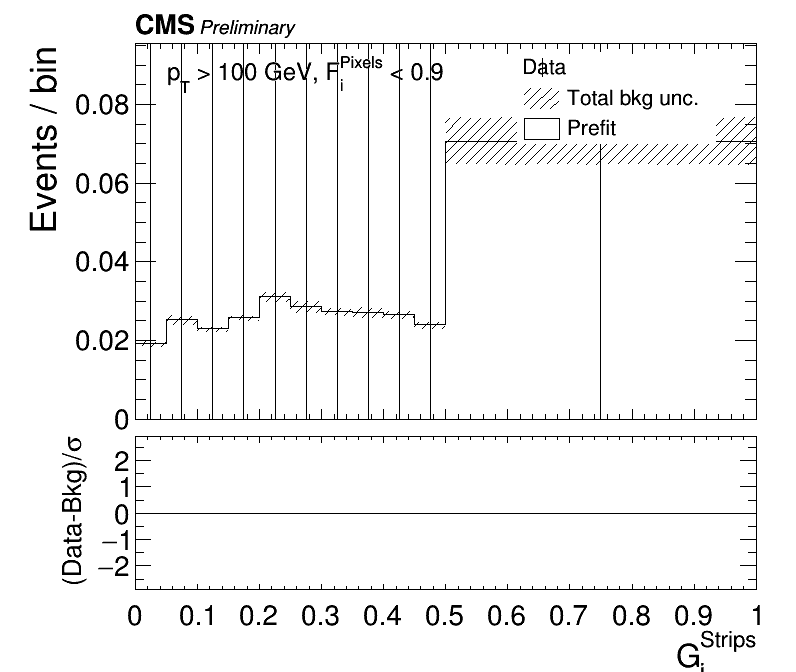 CMS Preliminary
Events / bin
p_T > 100 GeV, F_i^Pixels < 0.9
Data
Total bkg unc.
Prefit
0.08
0.06
0.04
0.02
0
(Data-Bkg)/σ
2
1
0
−1
−2
0 0.1 0.2 0.3 0.4 0.5 0.6 0.7 0.8 0.9 1
G_i^Strips